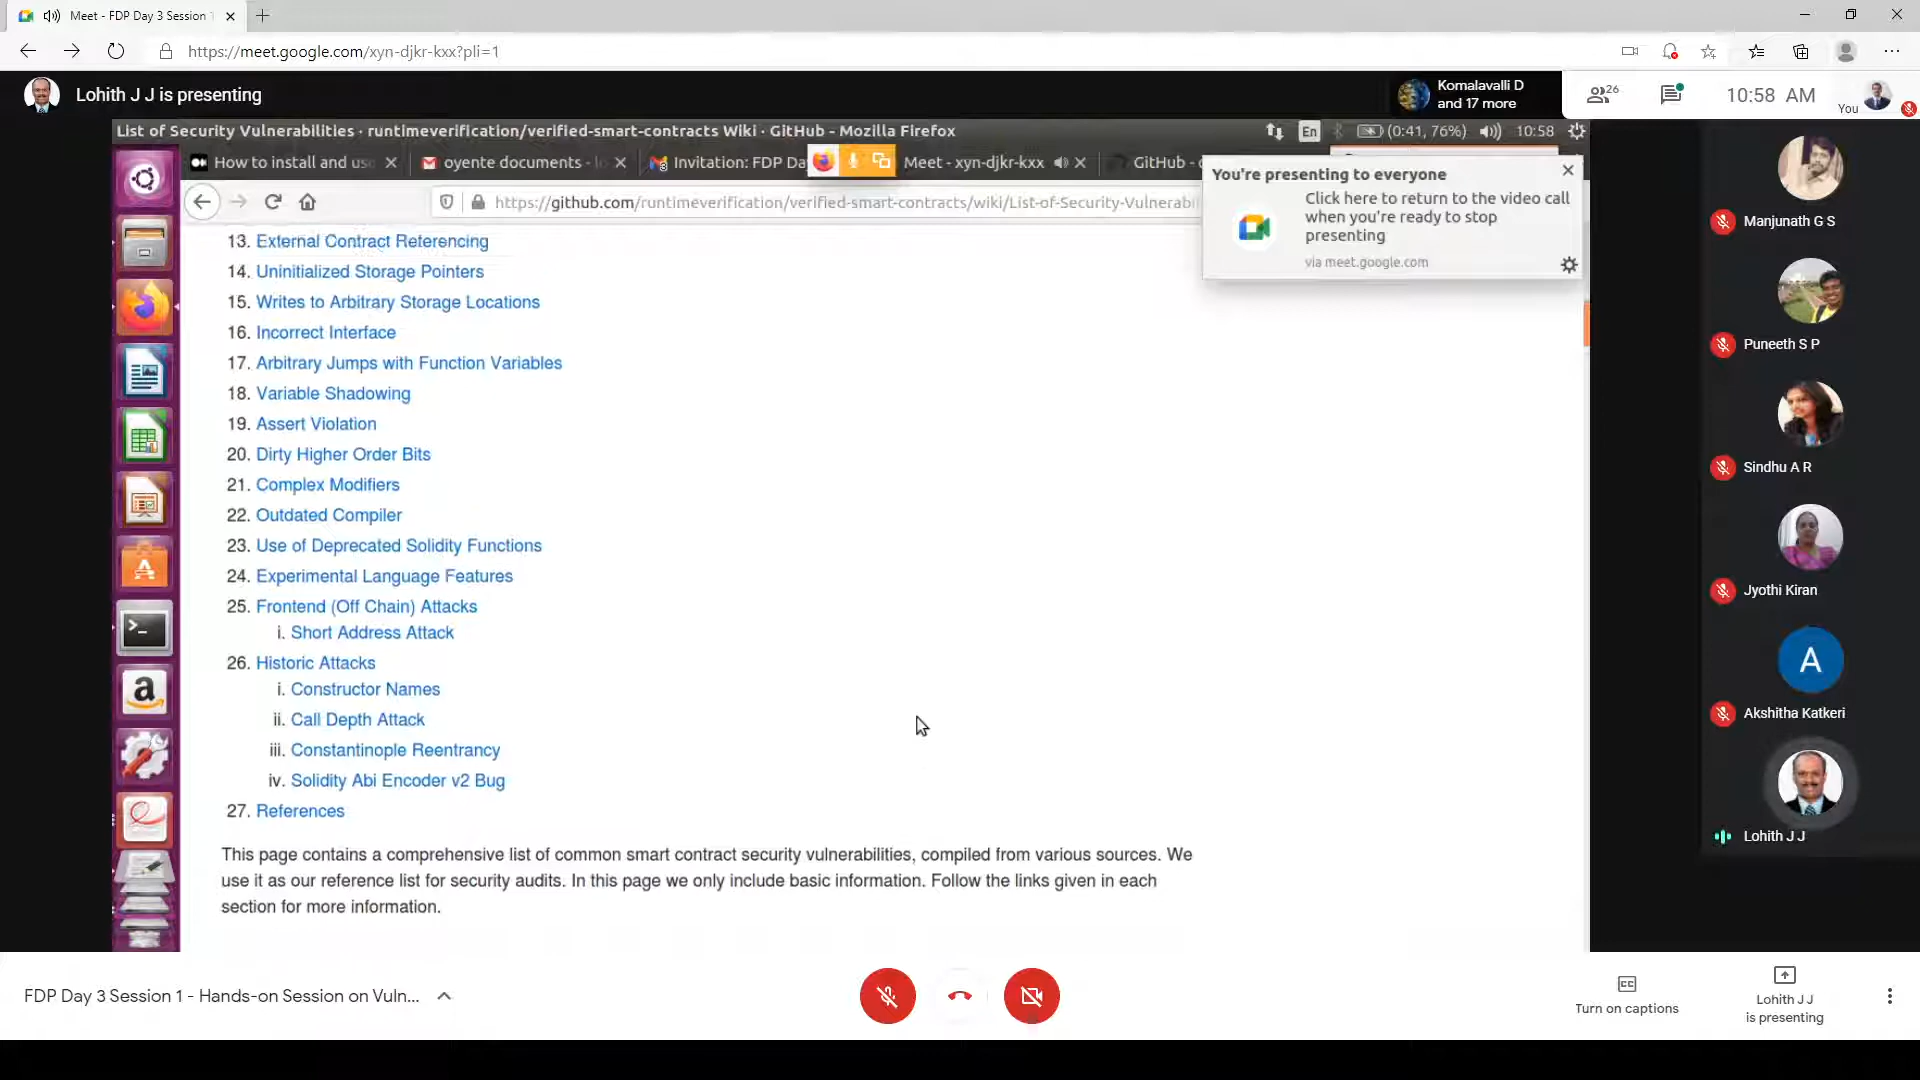 Meet - FDP Day 3 Session
https://meet.google.com/xyn-djkr-kxx?pli=1
Lohith J J is presenting
Komalavalli D
and 17 more
26
10:58 AM
You
List of Security Vulnerabilities · runtimeverification/verified-smart-contracts Wiki · GitHub - Mozilla Firefox
En
(0:41, 76%)
10:58
How to install and us
oyente documents - l
Invitation: FDP Da
Meet - xyn-djkr-kxx
GitHub -
https://github.com/runtimeverification/verified-smart-contracts/wiki/List-of-Security-Vulnerabi
You're presenting to everyone
Click here to return to the video call
when you're ready to stop
presenting
via meet.google.com
13. External Contract Referencing
14. Uninitialized Storage Pointers
15. Writes to Arbitrary Storage Locations
16. Incorrect Interface
17. Arbitrary Jumps with Function Variables
18. Variable Shadowing
19. Assert Violation
20. Dirty Higher Order Bits
21. Complex Modifiers
22. Outdated Compiler
23. Use of Deprecated Solidity Functions
24. Experimental Language Features
25. Frontend (Off Chain) Attacks
i. Short Address Attack
26. Historic Attacks
i. Constructor Names
ii. Call Depth Attack
iii. Constantinople Reentrancy
iv. Solidity Abi Encoder v2 Bug
27. References
This page contains a comprehensive list of common smart contract security vulnerabilities, compiled from various sources. We
use it as our reference list for security audits. In this page we only include basic information. Follow the links given in each
section for more information.
Manjunath G S
Puneeth S P
Sindhu A R
Jyothi Kiran
A
Akshitha Katkeri
Lohith J J
FDP Day 3 Session 1 - Hands-on Session on Vuln...
Turn on captions
Lohith J J
is presenting